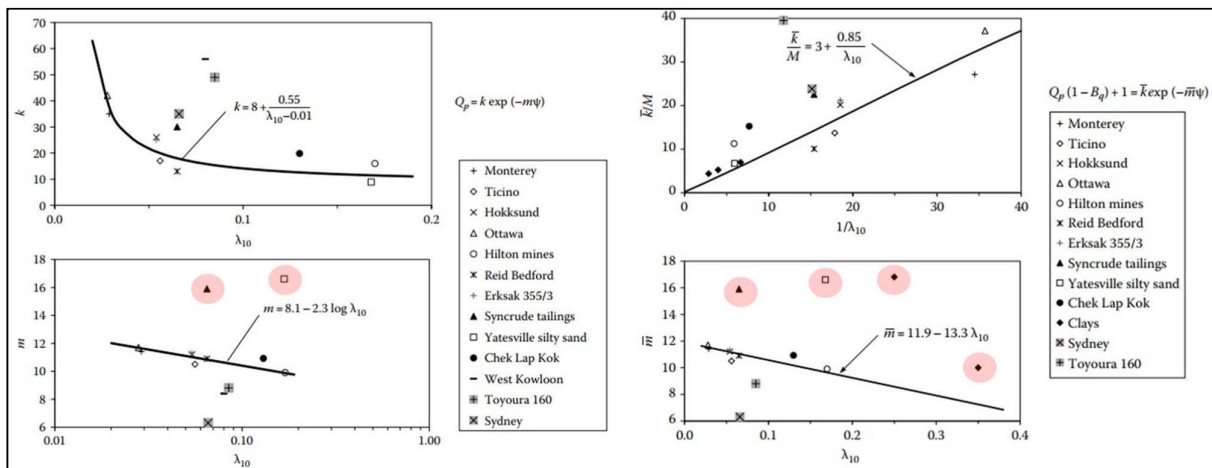 70
60
50
40
30
20
10
0
k
0.0
0.1
0.2
λ₁₀
k = 8 + 0.55 / λ₁₀ − 0.01
Qₚ = k exp (−mψ)
Monterey
Ticino
Hokksund
Ottawa
Hilton mines
Reid Bedford
Erksak 355/3
Syncrude tailings
Yatesville silty sand
Chek Lap Kok
West Kowloon
Toyoura 160
Sydney
18
16
14
12
10
8
6
m
0.01
0.10
1.00
λ₁₀
m = 8.1 − 2.3 log λ₁₀
40
30
20
10
0
k̅/M
0
10
20
30
40
1/λ₁₀
k̅ / M = 3 + 0.85 / λ₁₀
Qₚ (1 − B_q) + 1 = k̅ exp (−m̅ψ)
Monterey
Ticino
Hokksund
Ottawa
Hilton mines
Reid Bedford
Erksak 355/3
Syncrude tailings
Yatesville silty sand
Chek Lap Kok
Clays
Sydney
Toyoura 160
18
16
14
12
10
8
6
m̅
0.0
0.1
0.2
0.3
0.4
λ₁₀
m̅ = 11.9 − 13.3 λ₁₀